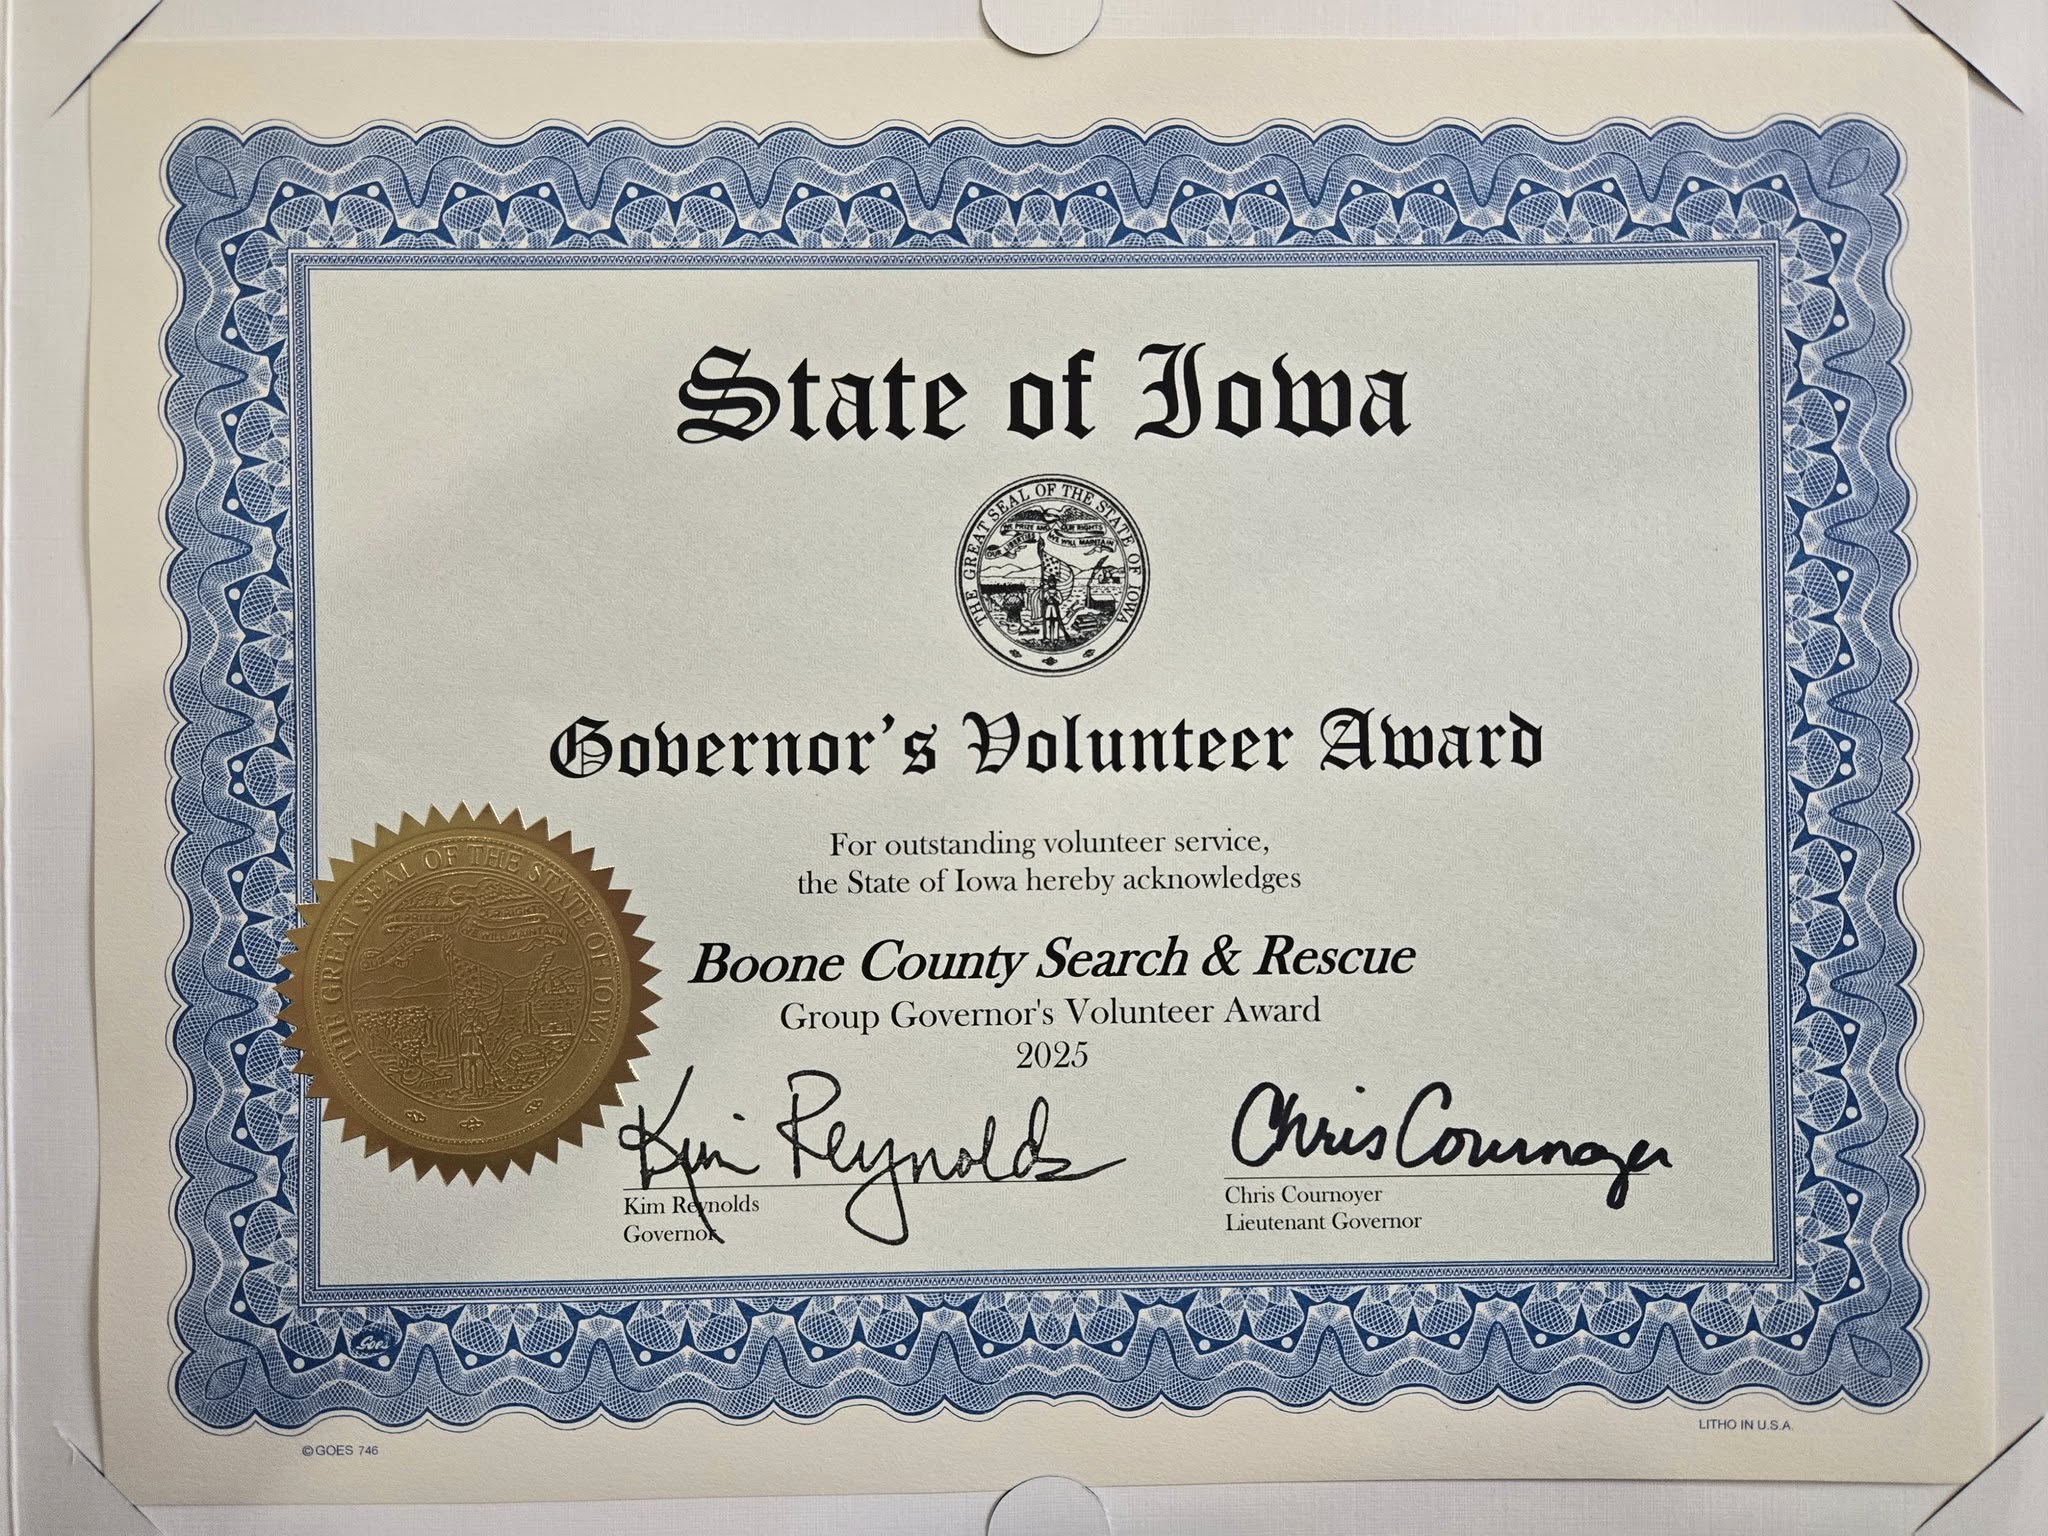 State of Iowa
THE GREAT SEAL OF THE STATE OF IOWA
WE PRIZE AND OUR RIGHTS
OUR LIBERTIES WE WILL MAINTAIN
Governor's Volunteer Award
For outstanding volunteer service,
the State of Iowa hereby acknowledges
Boone County Search & Rescue
Group Governor's Volunteer Award
2025
THE GREAT SEAL OF THE STATE OF IOWA
WE PRIZE AND OUR RIGHTS
WE WILL MAINTAIN
Kim Reynolds
Chris Cournoyer
Kim Reynolds
Governor
Chris Cournoyer
Lieutenant Governor
Goes
©GOES 746
LITHO IN U.S.A.